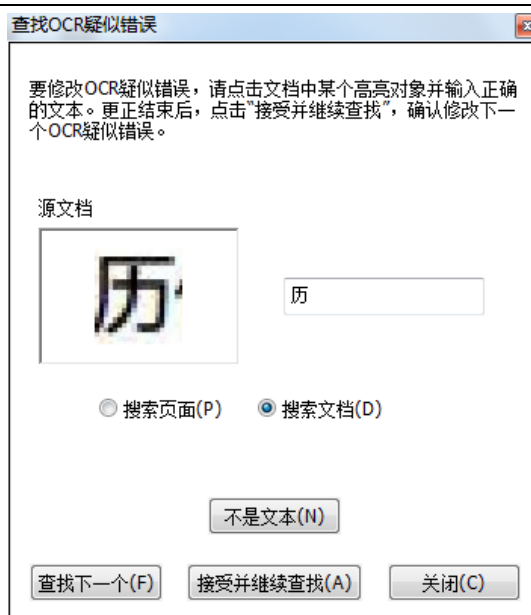 查找OCR疑似错误
要修改OCR疑似错误，请点击文档中某个高亮对象并输入正确
的文本。更正结束后，点击"接受并继续查找"，确认修改下一
个OCR疑似错误。
源文档
历
历
搜索页面(P) 搜索文档(D)
不是文本(N)
查找下一个(F) 接受并继续查找(A) 关闭(C)